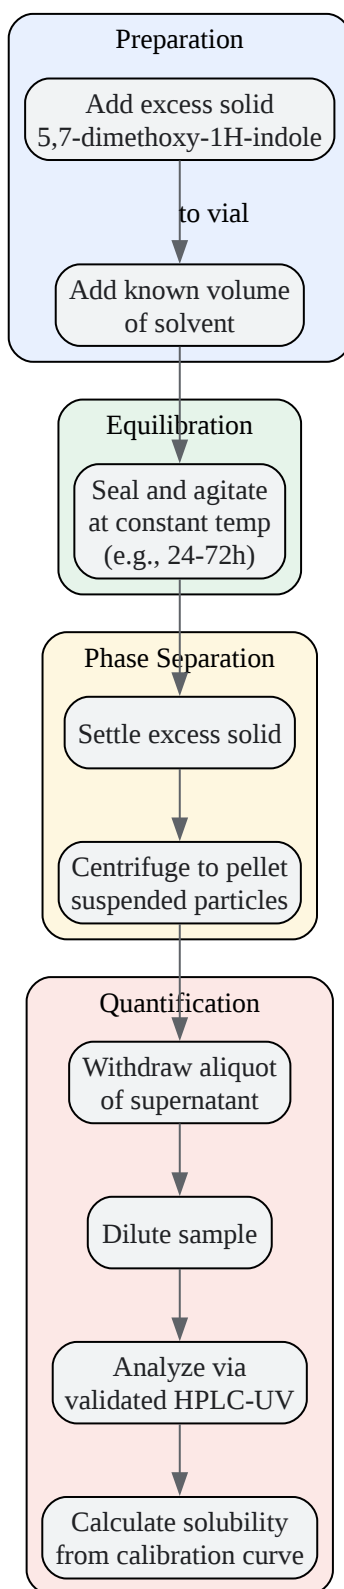 Preparation
Add excess solid
5,7-dimethoxy-1H-indole
to vial
Add known volume
of solvent
Equilibration
Seal and agitate
at constant temp
(e.g., 24-72h)
Phase Separation
Settle excess solid
Centrifuge to pellet
suspended particles
Quantification
Withdraw aliquot
of supernatant
Dilute sample
Analyze via
validated HPLC-UV
Calculate solubility
from calibration curve